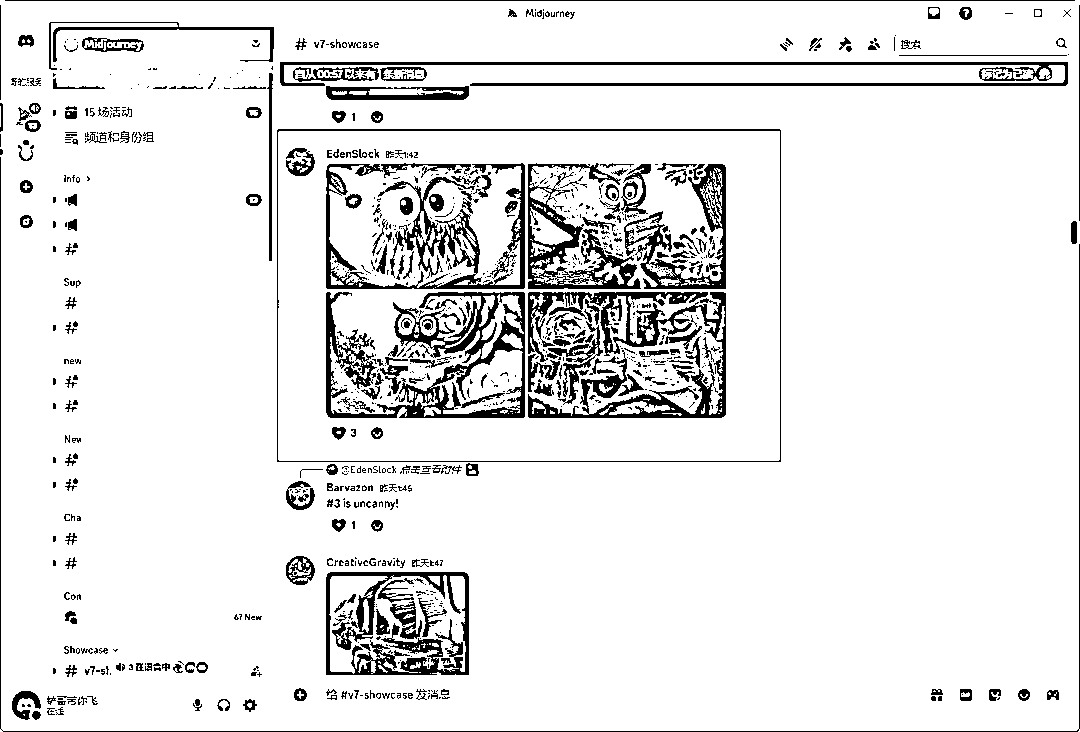 Midjourney
Midjourney
# v7-showcase
搜索
自从 00:57 以来有 条新消息
标记为已读
15 场活动
频道和身份组
info
Sup
new
New
Cha
Con
67 New
Showcase
v7-sl.
3 在语音中
在线
1
EdenSlock 昨天1:42
3
@EdenSlock 点击查看附件
Barvazon 昨天1:45
#3 is uncanny!
1
CreativeGravity 昨天1:47
给 #v7-showcase 发消息